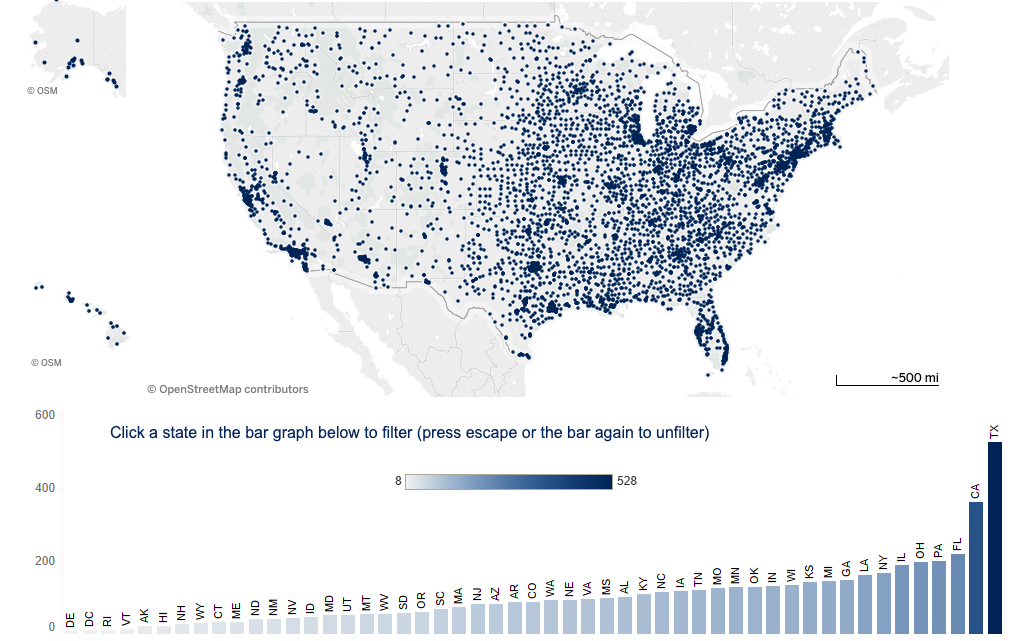 © OSM
© OSM
© OpenStreetMap contributors
~500 mi
600
Click a state in the bar graph below to filter (press escape or the bar again to unfilter)
8
528
400
200
0
DE
DC
RI
VT
AK
HI
NH
WY
CT
ME
ND
NM
NV
ID
MD
UT
MT
WV
SD
OR
SC
MA
NJ
AZ
AR
CO
WA
NE
VA
MS
AL
KY
NC
IA
TN
MO
MN
OK
IN
WI
KS
MI
GA
LA
NY
IL
OH
PA
FL
CA
TX